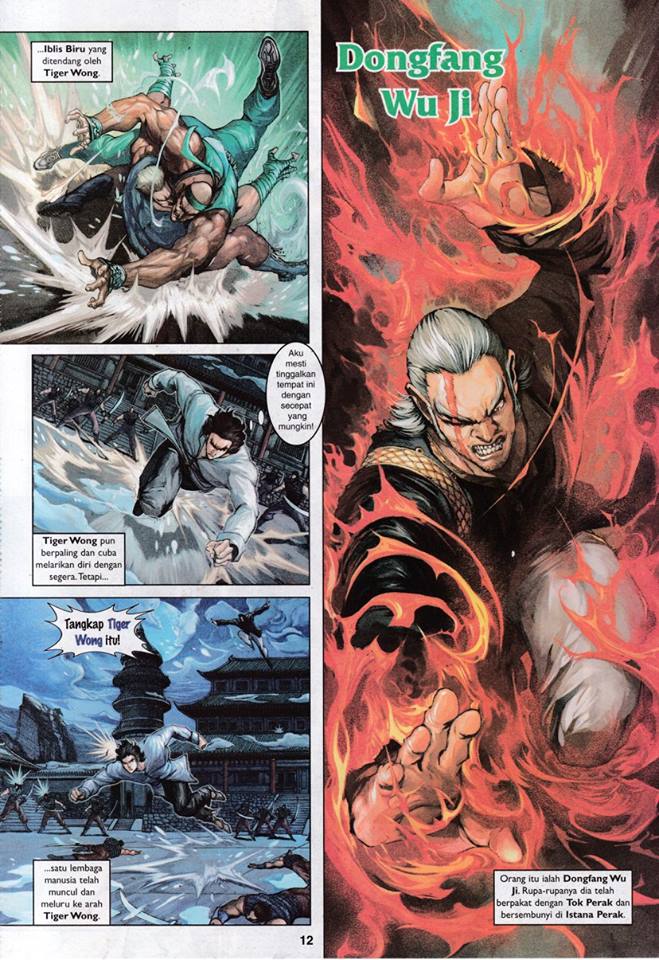 ...Iblis Biru yang
ditendang oleh
Tiger Wong.
Aku
mesti
tinggalkan
tempat ini
dengan
secepat
yang
mungkin!
Tiger Wong pun
berpaling dan cuba
melarikan diri dengan
segera. Tetapi...
Tangkap Tiger
Wong itu!
...satu lembaga
manusia telah
muncul dan
meluru ke arah
Tiger Wong.
Dongfang
Wu Ji
Orang itu ialah Dongfang Wu
Ji. Rupa-rupanya dia telah
berpakat dengan Tok Perak dan
bersembunyi di Istana Perak.
12